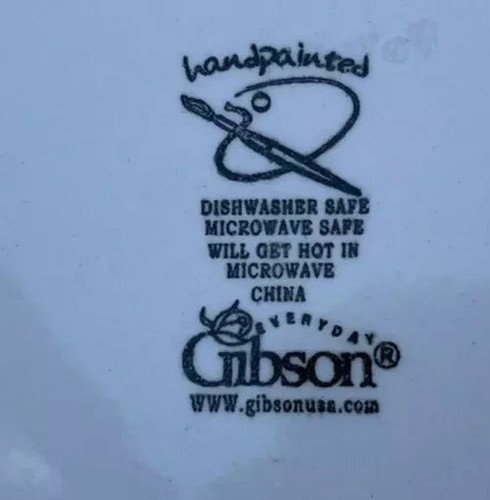 handpainted
DISHWASHER SAFE
MICROWAVE SAFE
WILL GET HOT IN
MICROWAVE
CHINA
EVERYDAY
Gibson®
WWW.gibsonusa.com